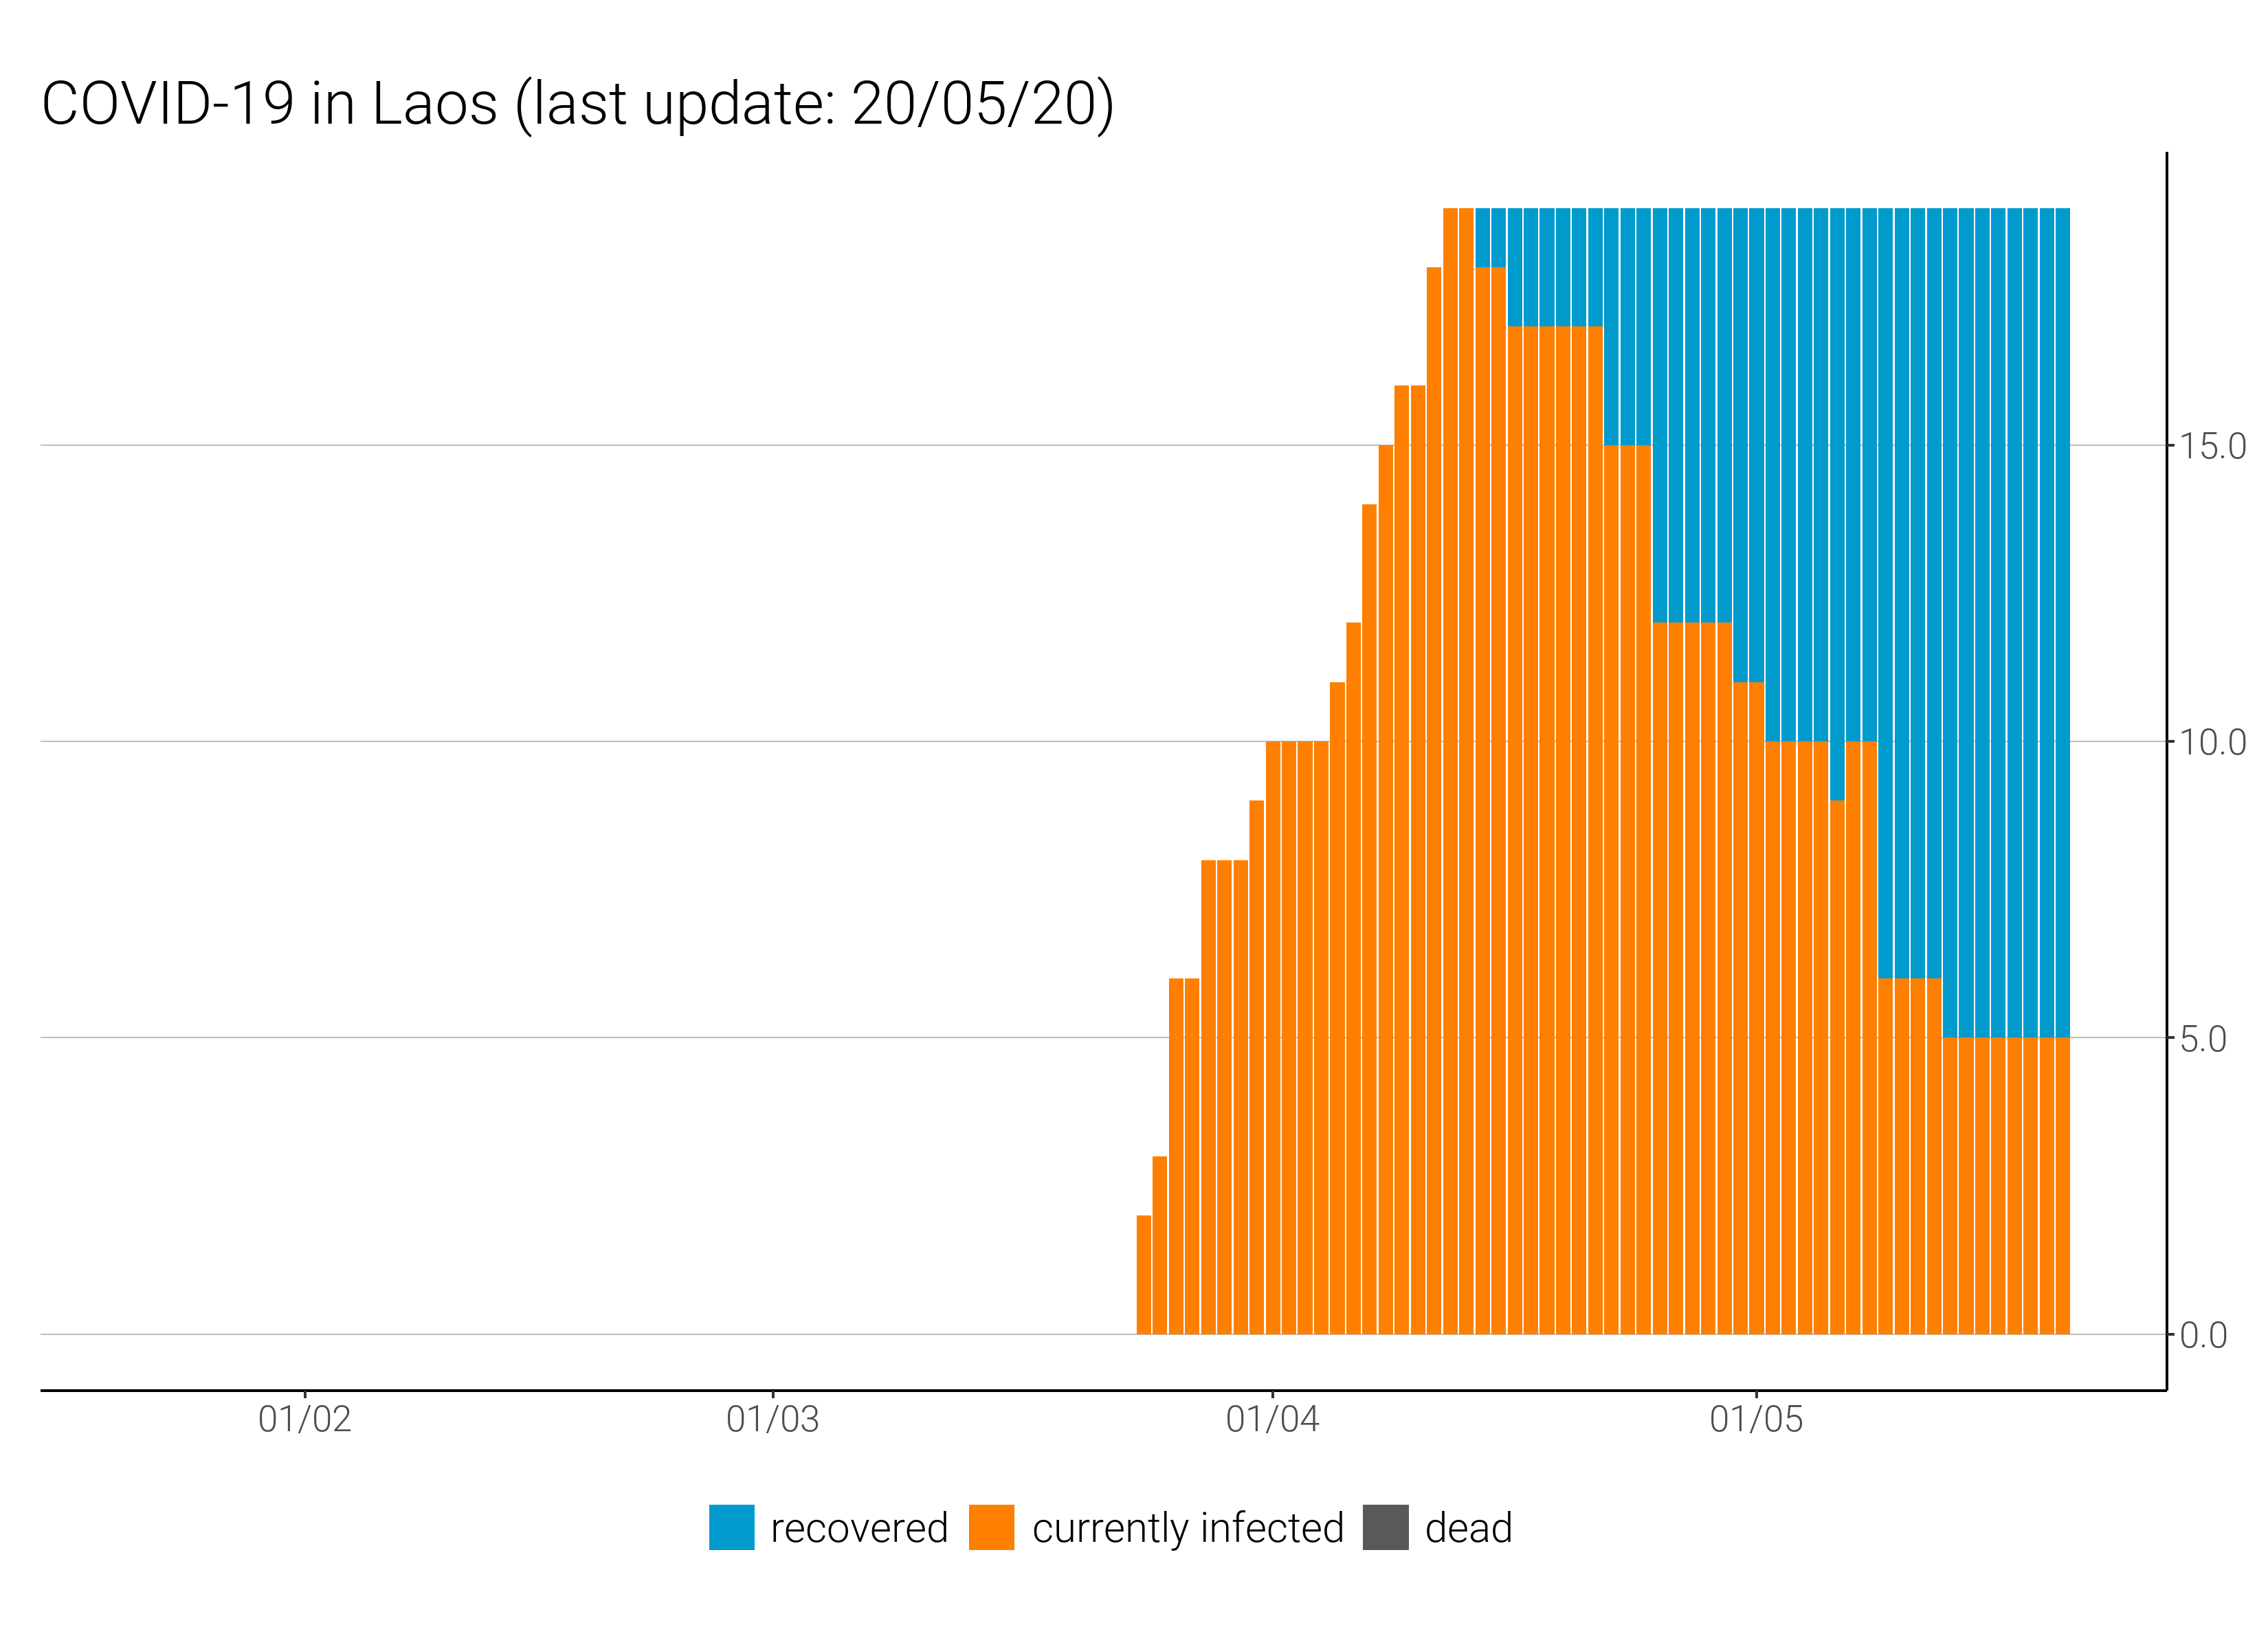 COVID-19 in Laos (last update: 20/05/20)
15.0
10.0
5.0
0.0
01/02 01/03 01/04 01/05
recovered currently infected dead